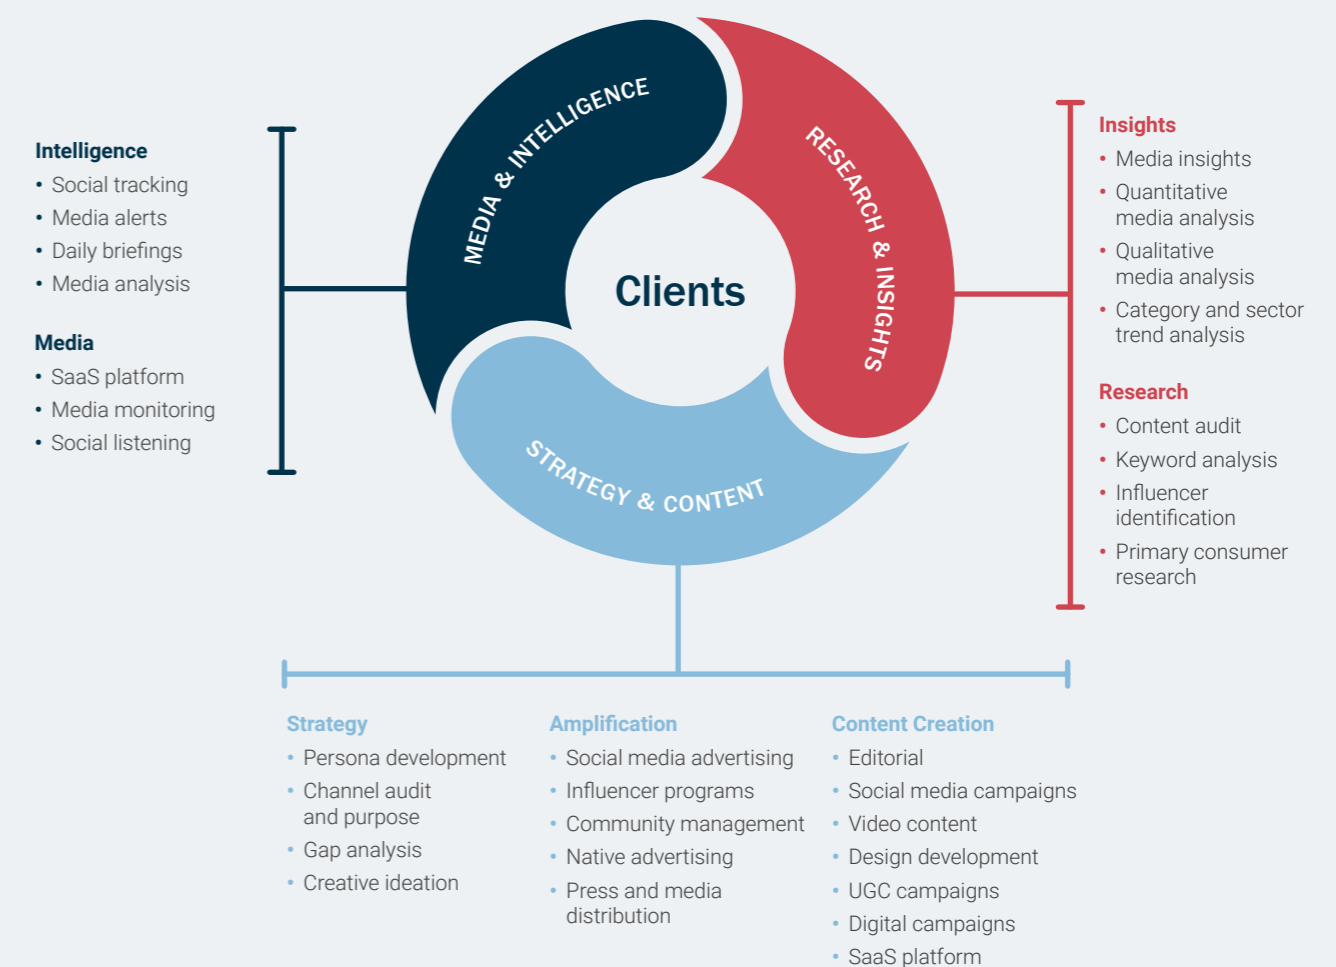 MEDIA & INTELLIGENCE
RESEARCH & INSIGHTS
STRATEGY & CONTENT
Clients
Intelligence
• Social tracking
• Media alerts
• Daily briefings
• Media analysis
Media
• SaaS platform
• Media monitoring
• Social listening
Insights
• Media insights
• Quantitative
media analysis
• Qualitative
media analysis
• Category and sector
trend analysis
Research
• Content audit
• Keyword analysis
• Influencer
identification
• Primary consumer
research
Strategy
• Persona development
• Channel audit
and purpose
• Gap analysis
• Creative ideation
Amplification
• Social media advertising
• Influencer programs
• Community management
• Native advertising
• Press and media
distribution
Content Creation
• Editorial
• Social media campaigns
• Video content
• Design development
• UGC campaigns
• Digital campaigns
• SaaS platform